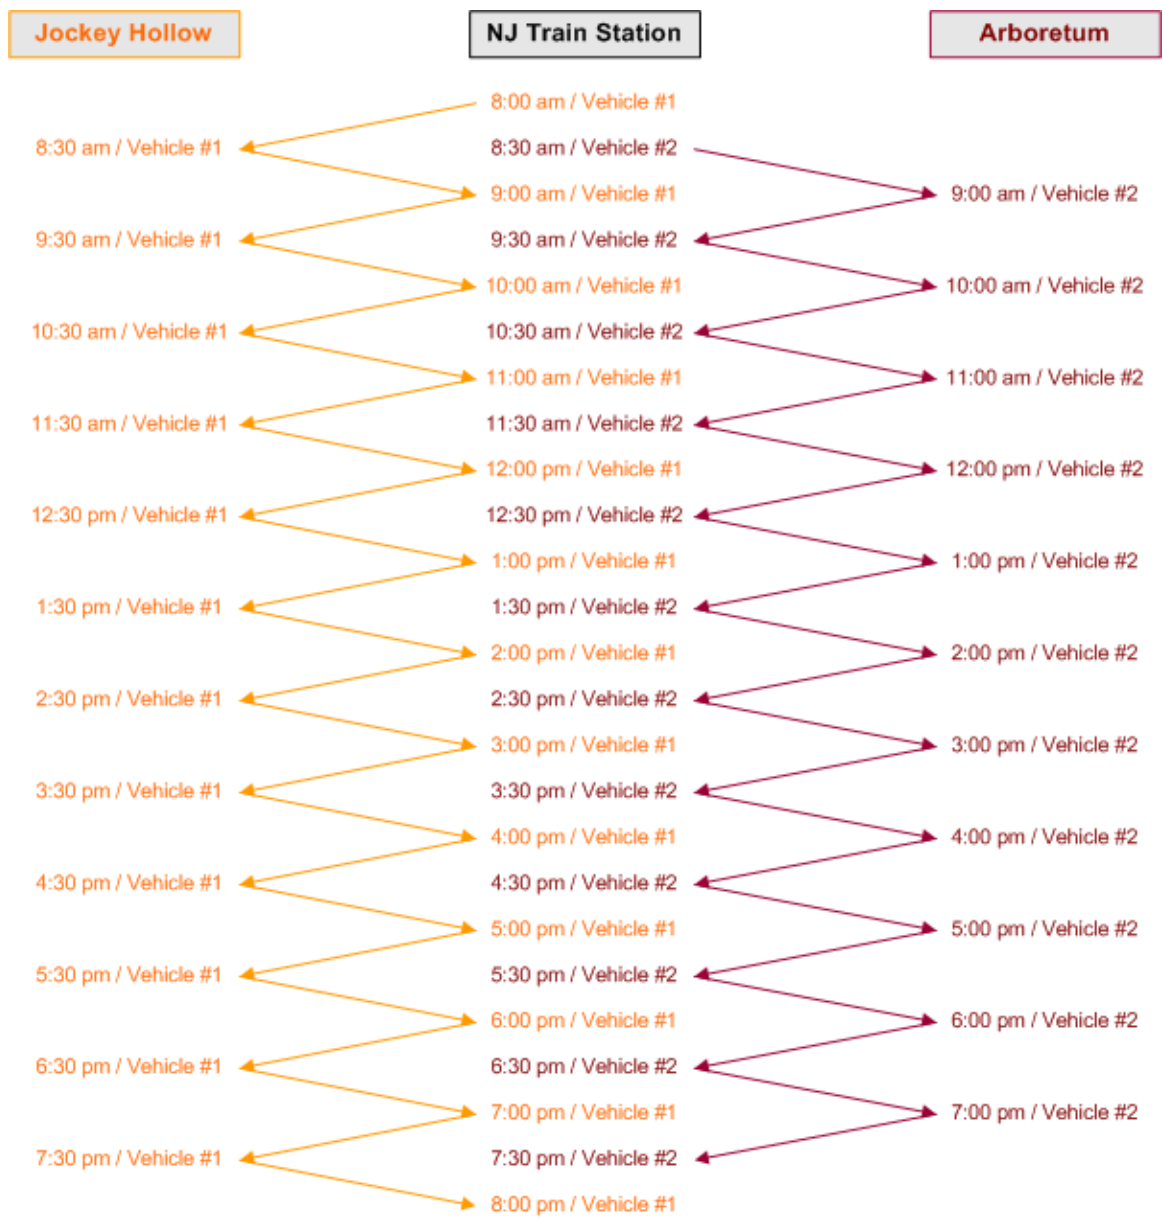 Jockey Hollow NJ Train Station Arboretum
8:00 am / Vehicle #1
8:30 am / Vehicle #1 8:30 am / Vehicle #2
9:00 am / Vehicle #1 9:00 am / Vehicle #2
9:30 am / Vehicle #1 9:30 am / Vehicle #2
10:00 am / Vehicle #1 10:00 am / Vehicle #2
10:30 am / Vehicle #1 10:30 am / Vehicle #2
11:00 am / Vehicle #1 11:00 am / Vehicle #2
11:30 am / Vehicle #1 11:30 am / Vehicle #2
12:00 pm / Vehicle #1 12:00 pm / Vehicle #2
12:30 pm / Vehicle #1 12:30 pm / Vehicle #2
1:00 pm / Vehicle #1 1:00 pm / Vehicle #2
1:30 pm / Vehicle #1 1:30 pm / Vehicle #2
2:00 pm / Vehicle #1 2:00 pm / Vehicle #2
2:30 pm / Vehicle #1 2:30 pm / Vehicle #2
3:00 pm / Vehicle #1 3:00 pm / Vehicle #2
3:30 pm / Vehicle #1 3:30 pm / Vehicle #2
4:00 pm / Vehicle #1 4:00 pm / Vehicle #2
4:30 pm / Vehicle #1 4:30 pm / Vehicle #2
5:00 pm / Vehicle #1 5:00 pm / Vehicle #2
5:30 pm / Vehicle #1 5:30 pm / Vehicle #2
6:00 pm / Vehicle #1 6:00 pm / Vehicle #2
6:30 pm / Vehicle #1 6:30 pm / Vehicle #2
7:00 pm / Vehicle #1 7:00 pm / Vehicle #2
7:30 pm / Vehicle #1 7:30 pm / Vehicle #2
8:00 pm / Vehicle #1